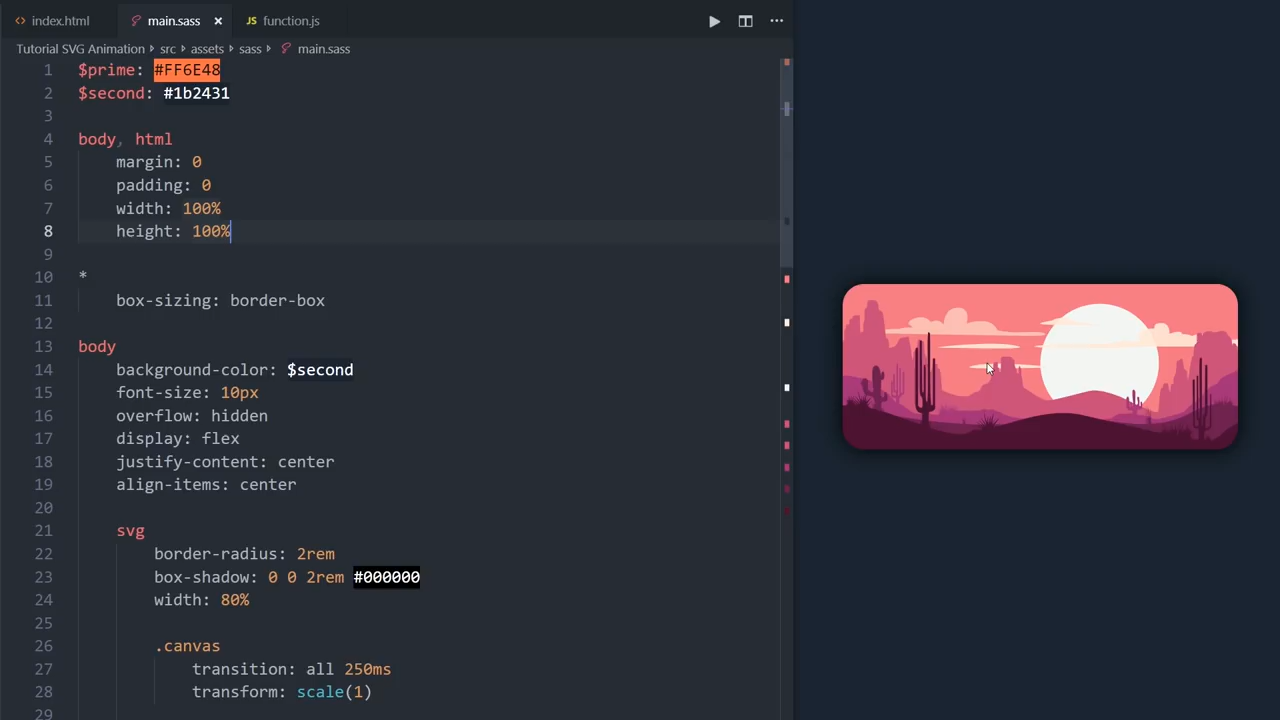 index.html main.sass × JS function.js
Tutorial SVG Animation › src › assets › sass › main.sass
1 $prime: #FF6E48
2 $second: #1b2431
3
4 body, html
5 margin: 0
6 padding: 0
7 width: 100%
8 height: 100%
9
10 *
11 box-sizing: border-box
12
13 body
14 background-color: $second
15 font-size: 10px
16 overflow: hidden
17 display: flex
18 justify-content: center
19 align-items: center
20
21 svg
22 border-radius: 2rem
23 box-shadow: 0 0 2rem #000000
24 width: 80%
25
26 .canvas
27 transition: all 250ms
28 transform: scale(1)
29